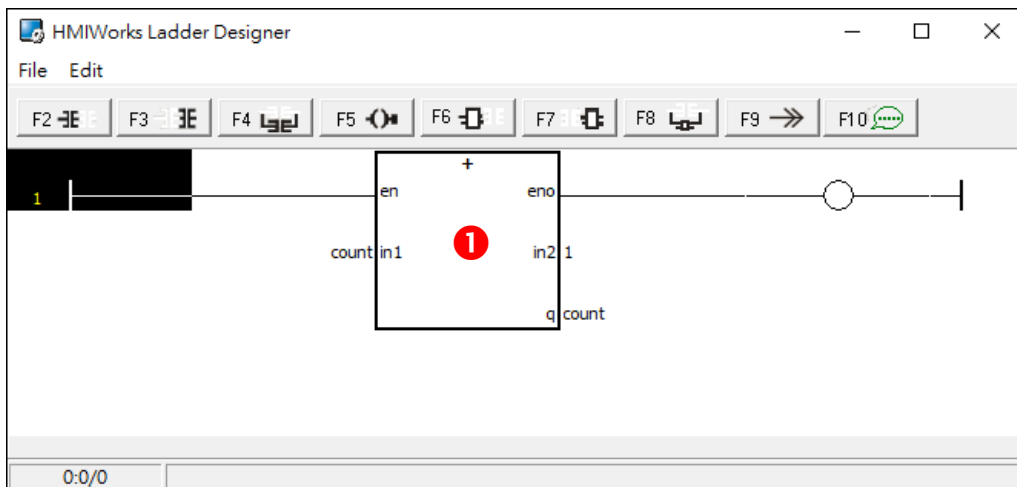 HMIWorks Ladder Designer
File Edit
F2 F3 F4 F5 F6 F7 F8 F9 F10
+
1 en eno
count in1 1 in2 1
q count
0:0/0